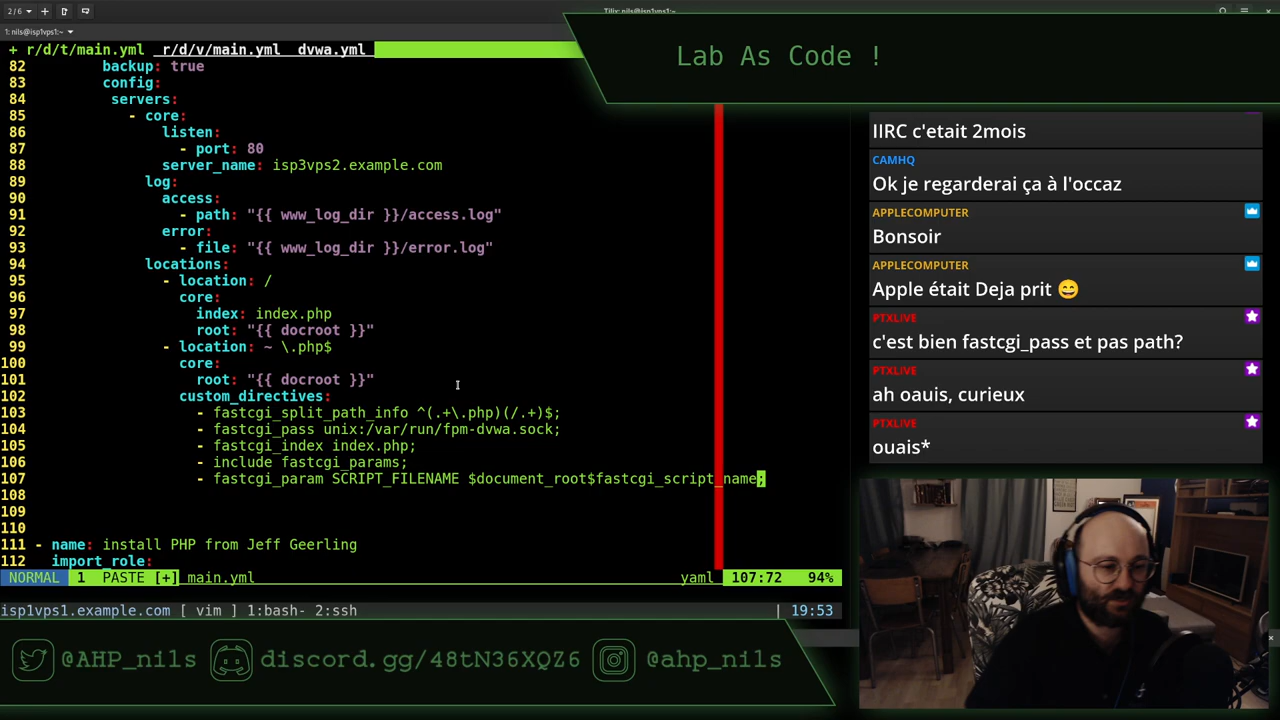 2/6
Tilix: nils@isp1vps1:~
1: nils@isp1vps1:~
+ r/d/t/main.yml  r/d/v/main.yml  dvwa.yml
82         backup: true
83         config:
84          servers:
85            - core:
86                listen:
87                  - port: 80
88                server_name: isp3vps2.example.com
89              log:
90                access:
91                  - path: "{{ www_log_dir }}/access.log"
92                error:
93                  - file: "{{ www_log_dir }}/error.log"
94              locations:
95                - location: /
96                  core:
97                    index: index.php
98                    root: "{{ docroot }}"
99                - location: ~ \.php$
100                  core:
101                    root: "{{ docroot }}"
102                  custom_directives:
103                    - fastcgi_split_path_info ^(.+\.php)(/.+)$;
104                    - fastcgi_pass unix:/var/run/fpm-dvwa.sock;
105                    - fastcgi_index index.php;
106                    - include fastcgi_params;
107                    - fastcgi_param SCRIPT_FILENAME $document_root$fastcgi_script_name;
108
109
110
111 - name: install PHP from Jeff Geerling
112   import_role:
NORMAL  1  PASTE [+] main.yml  yaml  107:72  94%
isp1vps1.example.com [ vim ] 1:bash- 2:ssh  | 19:53
Lab As Code !
IIRC c'etait 2mois
CAMHQ
Ok je regarderai ça à l'occaz
APPLECOMPUTER
Bonsoir
APPLECOMPUTER
Apple était Deja prit 😄
PTXLIVE
c'est bien fastcgi_pass et pas path?
PTXLIVE
ah oauis, curieux
PTXLIVE
ouais*
@AHP_nils  discord.gg/48tN36XQZ6  @ahp_nils